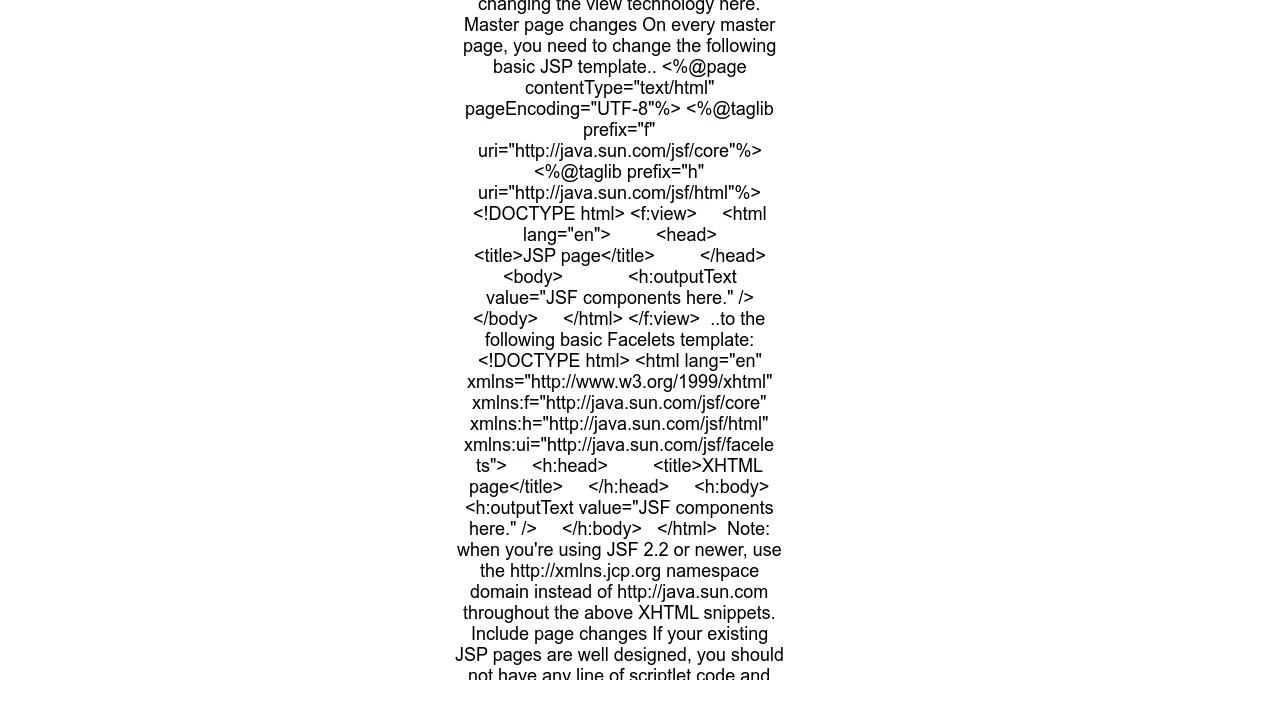 changing the view technology here.
Master page changes On every master
page, you need to change the following
basic JSP template.. <%@page
contentType="text/html"
pageEncoding="UTF-8"%> <%@taglib
prefix="f"
uri="http://java.sun.com/jsf/core"%>
<%@taglib prefix="h"
uri="http://java.sun.com/jsf/html"%>
<!DOCTYPE html> <f:view>     <html
lang="en">         <head>
<title>JSP page</title>         </head>
<body>             <h:outputText
value="JSF components here." />
</body>     </html> </f:view>  ..to the
following basic Facelets template:
<!DOCTYPE html> <html lang="en"
xmlns="http://www.w3.org/1999/xhtml"
xmlns:f="http://java.sun.com/jsf/core"
xmlns:h="http://java.sun.com/jsf/html"
xmlns:ui="http://java.sun.com/jsf/facele
ts">     <h:head>         <title>XHTML
page</title>     </h:head>     <h:body>
<h:outputText value="JSF components
here." />     </h:body>   </html>  Note:
when you're using JSF 2.2 or newer, use
the http://xmlns.jcp.org namespace
domain instead of http://java.sun.com
throughout the above XHTML snippets.
Include page changes If your existing
JSP pages are well designed, you should
not have any line of scriptlet code and